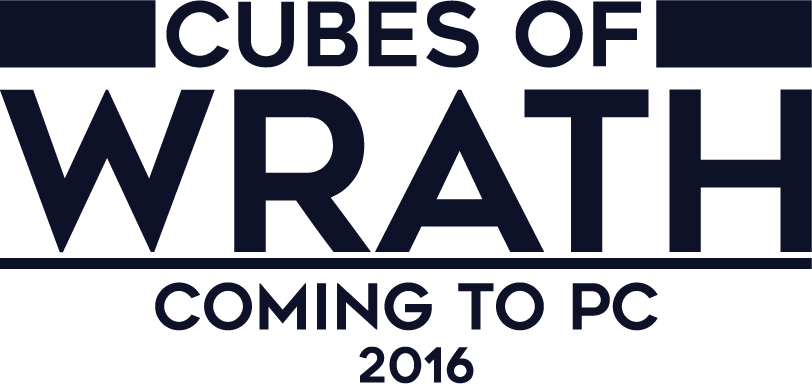 CUBES OF
WRATH
COMING TO PC
2016